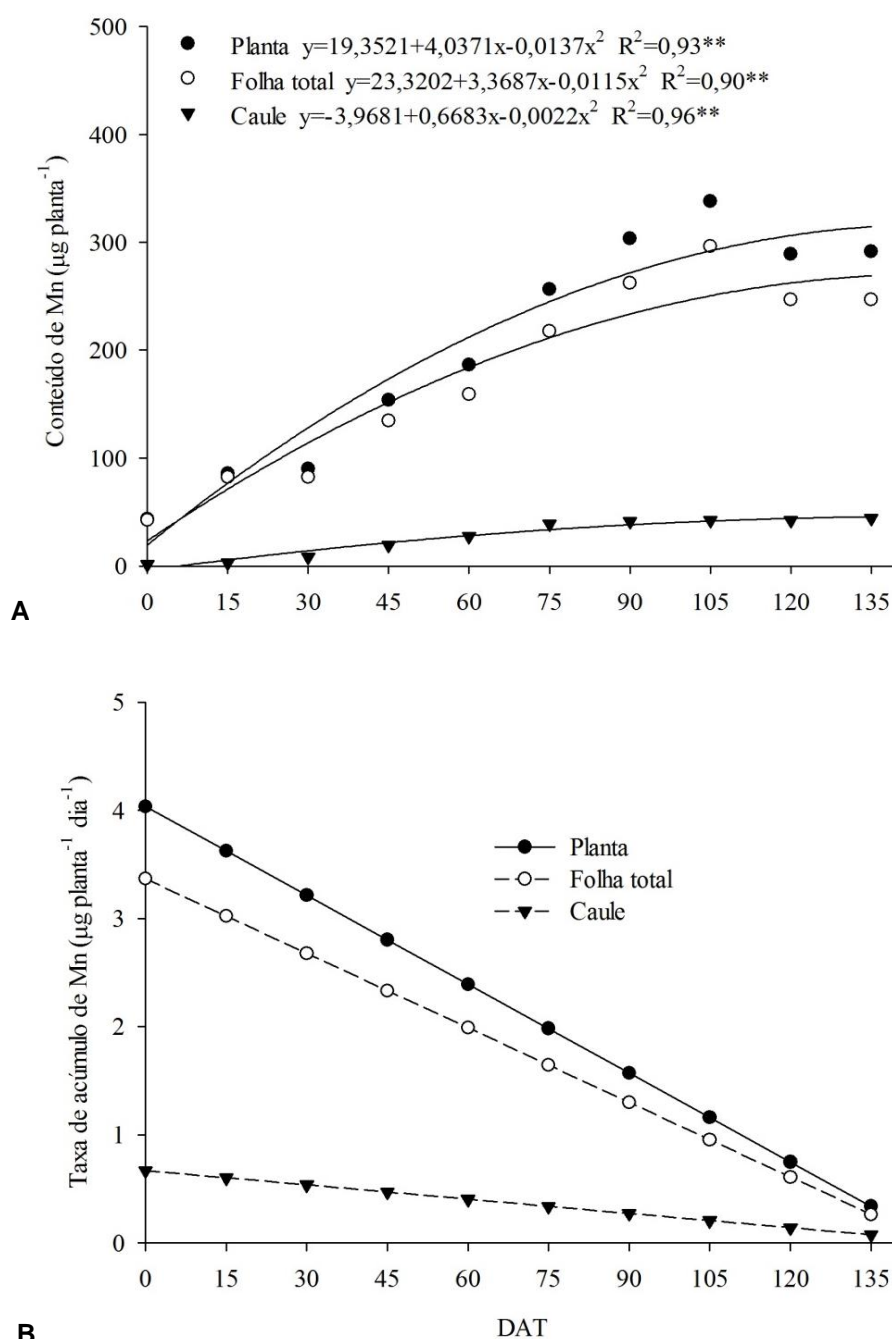 500
400
300
200
100
0
Conteúdo de Mn (µg planta⁻¹)
Planta y=19,3521+4,0371x-0,0137x² R²=0,93**
Folha total y=23,3202+3,3687x-0,0115x² R²=0,90**
Caule y=-3,9681+0,6683x-0,0022x² R²=0,96**
0 15 30 45 60 75 90 105 120 135
A
5
4
3
2
1
0
Taxa de acúmulo de Mn (µg planta⁻¹ dia⁻¹)
Planta
Folha total
Caule
0 15 30 45 60 75 90 105 120 135
DAT
B